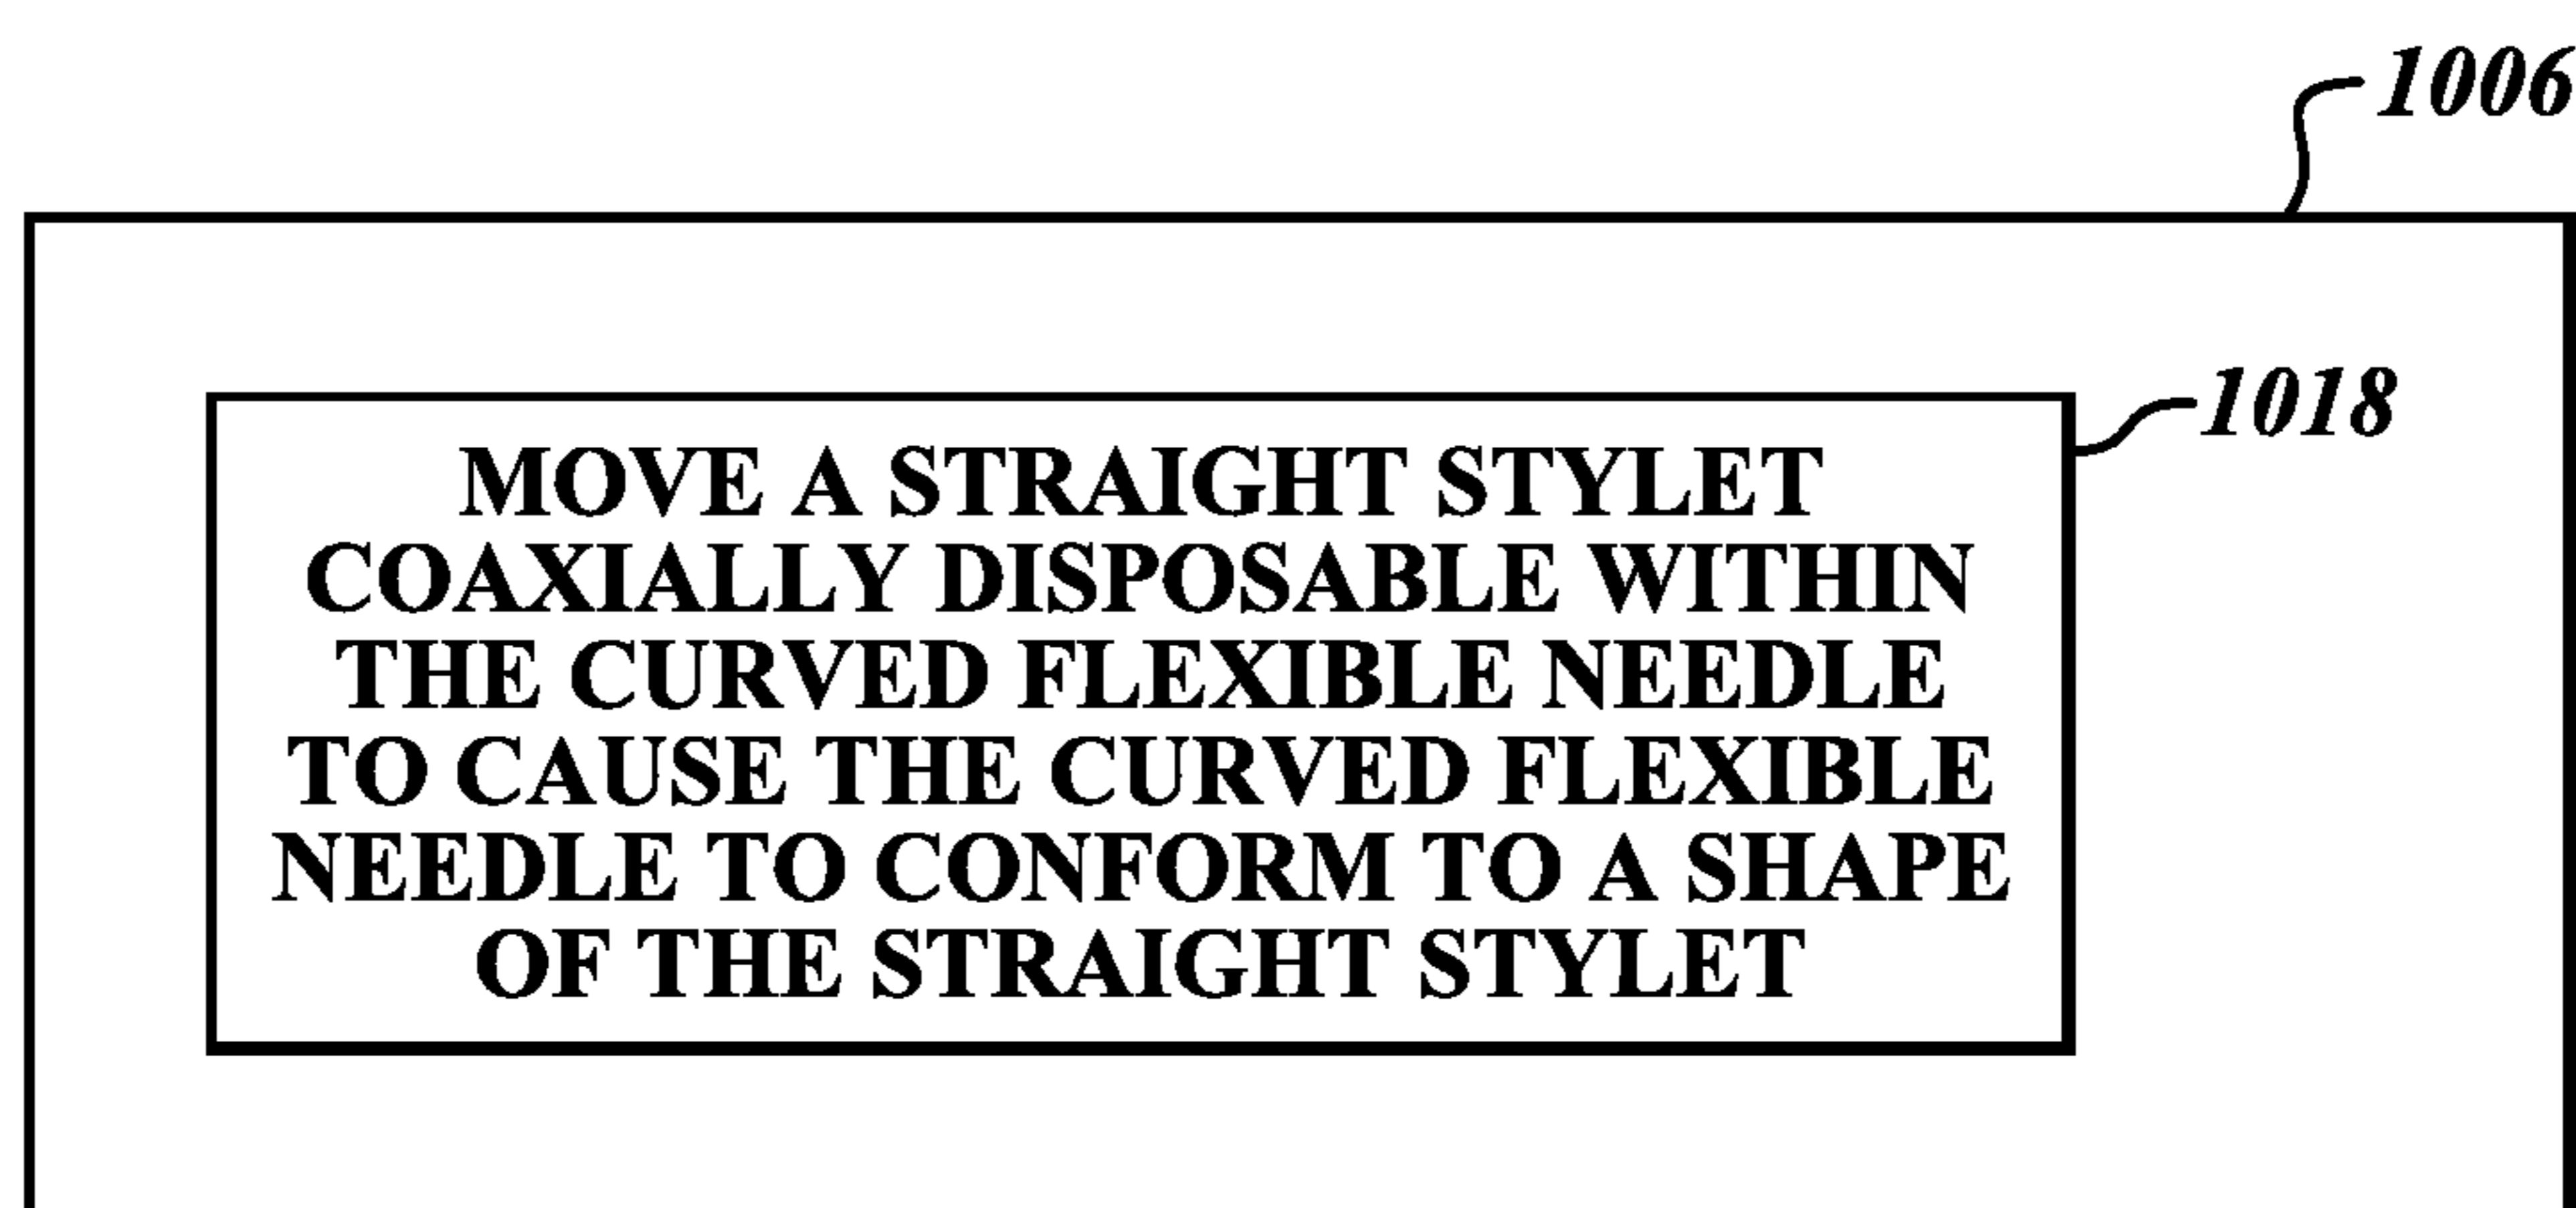 1006
1018
MOVE A STRAIGHT STYLET
COAXIALLY DISPOSABLE WITHIN
THE CURVED FLEXIBLE NEEDLE
TO CAUSE THE CURVED FLEXIBLE
NEEDLE TO CONFORM TO A SHAPE
OF THE STRAIGHT STYLET